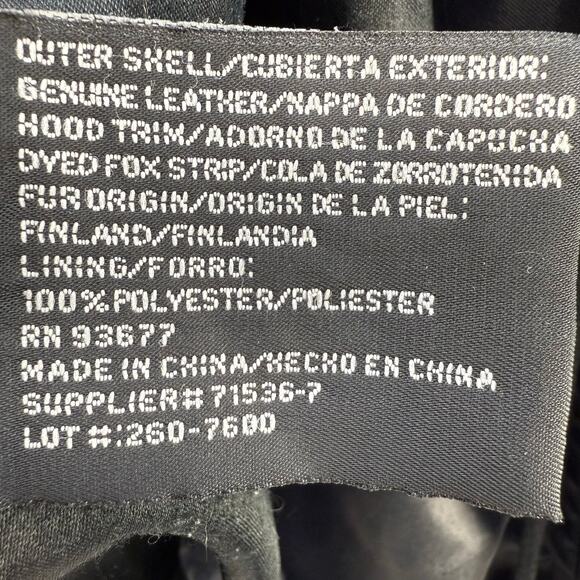 OUTER SHELL/CUBIERTA EXTERIOR:
GENUINE LEATHER/NAPPA DE CORDERO
HOOD TRIM/ADORNO DE LA CAPUCHA
DYED FOX STRIP/COLA DE ZORROTENIDA
FUR ORIGIN/ORIGIN DE LA PIEL:
FINLAND/FINLANDIA
LINING/FORRO:
100% POLYESTER/POLIESTER
RN 93677
MADE IN CHINA/HECHO EN CHINA
SUPPLIER# 71536-7
LOT #:260-7600